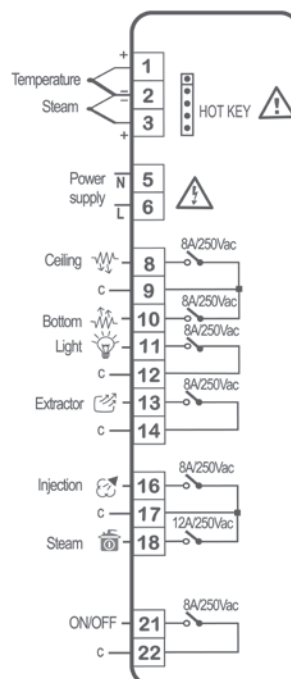 +
1
Temperature
−
2
HOT KEY
−
Steam
3
+
Power supply
N
5
L
6
8A/250Vac
Ceiling
8
c
9
8A/250Vac
Bottom
10
8A/250Vac
Light
11
c
12
8A/250Vac
Extractor
13
c
14
8A/250Vac
Injection
16
c
17
12A/250Vac
Steam
18
8A/250Vac
ON/OFF
21
c
22